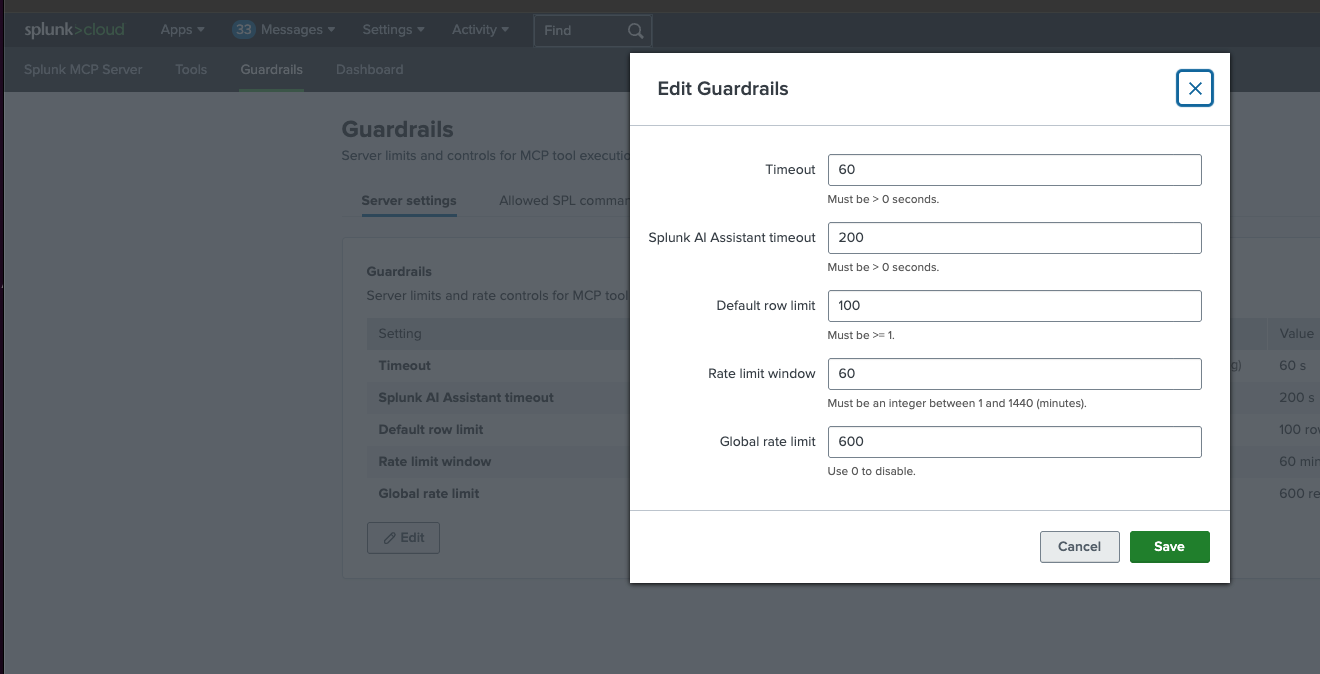 splunk>cloud Apps 33 Messages Settings Activity Find
Splunk MCP Server Tools Guardrails Dashboard
Guardrails
Server limits and controls for MCP tool
Server settings Allowed SPL
Guardrails
Server limits and rate controls for MCP tool
Setting Value
Timeout 60 s
Splunk AI Assistant timeout 200 s
Default row limit 100
Rate limit window 60
Global rate limit 600
Edit
Edit Guardrails
Timeout 60
Must be > 0 seconds.
Splunk AI Assistant timeout 200
Must be > 0 seconds.
Default row limit 100
Must be >= 1.
Rate limit window 60
Must be an integer between 1 and 1440 (minutes).
Global rate limit 600
Use 0 to disable.
Cancel Save